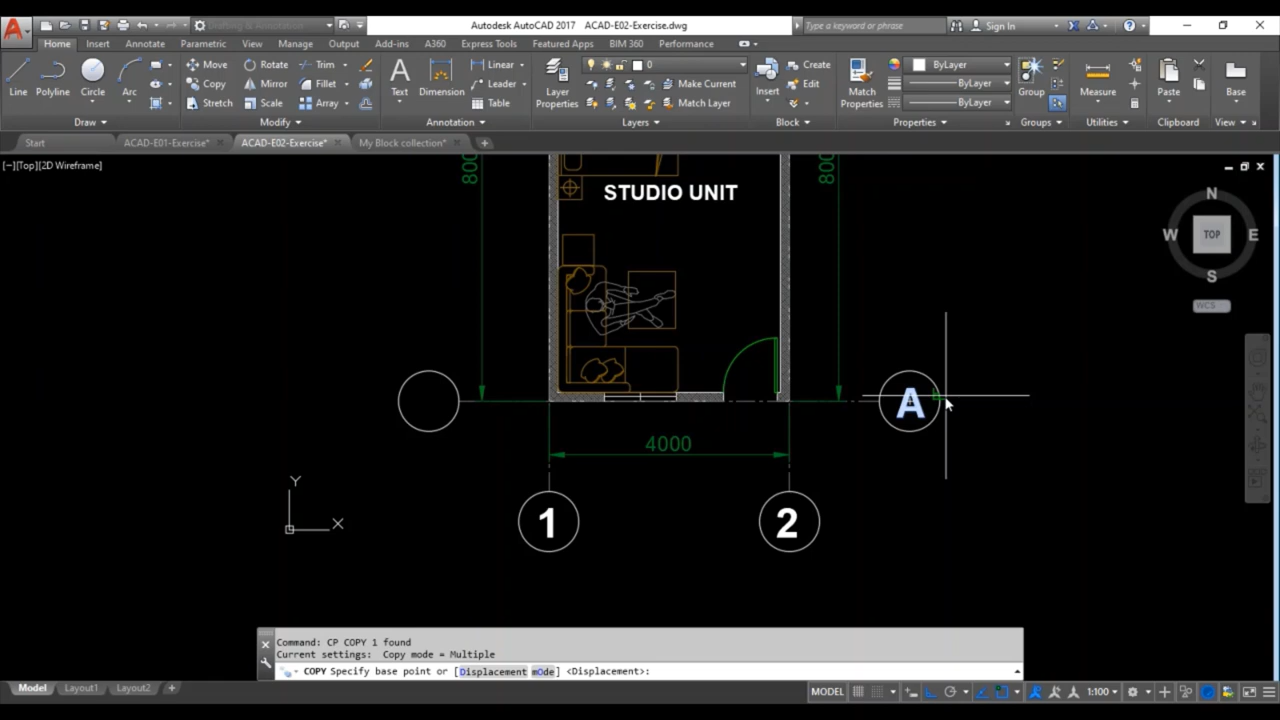 Drafting & Annotation
Autodesk AutoCAD 2017 ACAD-E02-Exercise.dwg
Type a keyword or phrase
Sign In
Home Insert Annotate Parametric View Manage Output Add-ins A360 Express Tools Featured Apps BIM 360 Performance
Line Polyline Circle Arc
Move Rotate Trim
Copy Mirror Fillet
Stretch Scale Array
Text Dimension
Linear
Leader
Table
Layer Properties
0
Make Current
Match Layer
Insert
Create
Edit
Match Properties
ByLayer
ByLayer
ByLayer
Group
Measure
Paste
Base
Draw Modify Annotation Layers Block Properties Groups Utilities Clipboard View
Start ACAD-E01-Exercise* ACAD-E02-Exercise* My Block collection*
[−][Top][2D Wireframe]
800
800
STUDIO UNIT
N
W TOP E
S
WCS
A
4000
1 2
Y
X
Command: CP COPY 1 found
Current settings: Copy mode = Multiple
COPY Specify base point or [Displacement mOde] <Displacement>:
Model Layout1 Layout2
MODEL 1:100